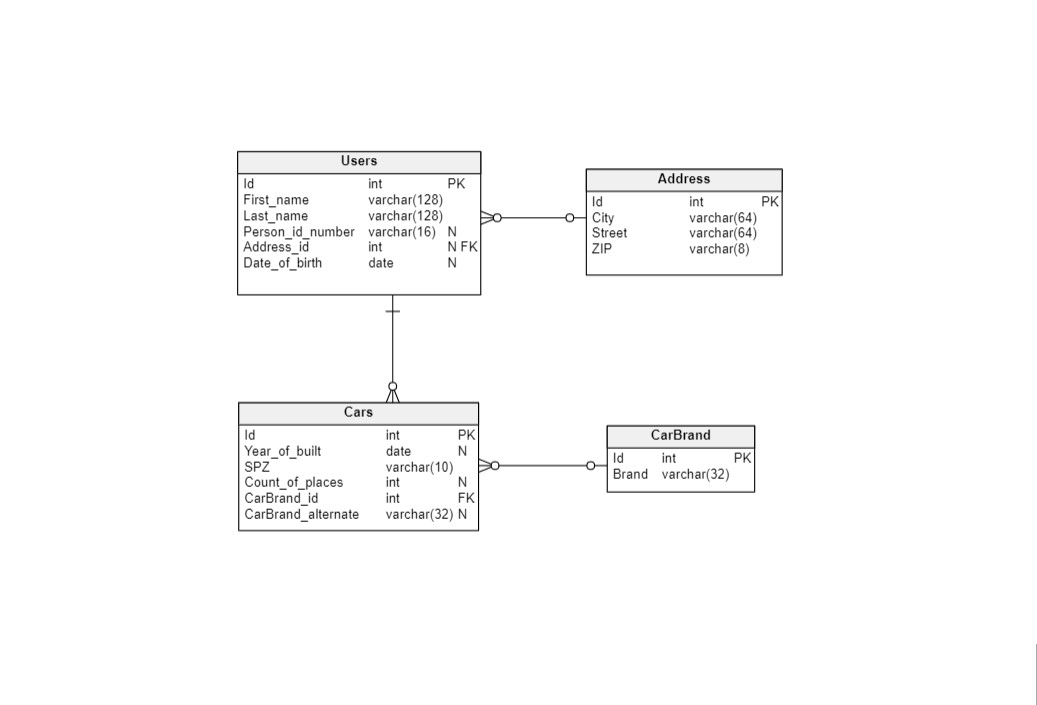 Users
Id int PK
First_name varchar(128)
Last_name varchar(128)
Person_id_number varchar(16) N
Address_id int N FK
Date_of_birth date N
Address
Id int PK
City varchar(64)
Street varchar(64)
ZIP varchar(8)
Cars
Id int PK
Year_of_built date N
SPZ varchar(10)
Count_of_places int N
CarBrand_id int FK
CarBrand_alternate varchar(32) N
CarBrand
Id int PK
Brand varchar(32)